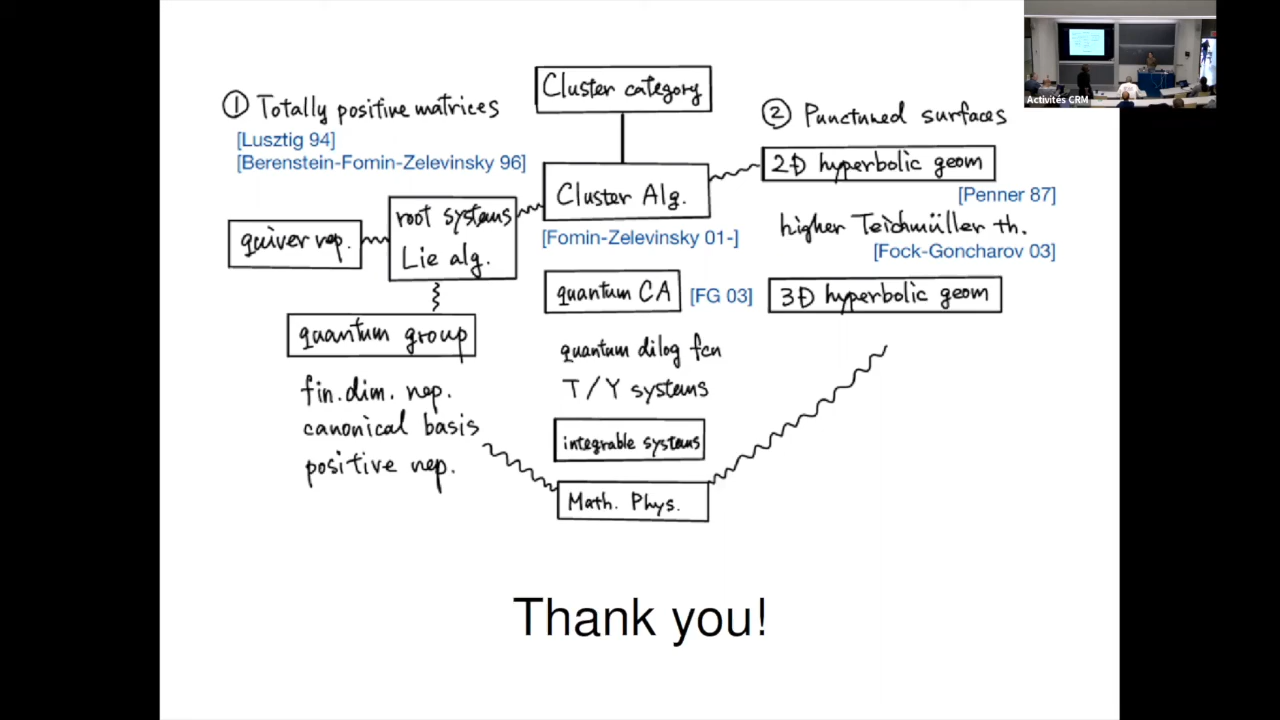 Cluster category
① Totally positive matrices
[Lusztig 94]
[Berenstein-Fomin-Zelevinsky 96]
② Punctured surfaces
2D hyperbolic geom
[Penner 87]
Cluster Alg.
[Fomin-Zelevinsky 01-]
root systems
Lie alg.
quiver rep.
higher Teichmüller th.
[Fock-Goncharov 03]
quantum CA
[FG 03]
3D hyperbolic geom
quantum group
fin.dim. rep.
canonical basis
positive rep.
quantum dilog fcn
T/Y systems
integrable systems
Math. Phys.
Thank you!
Activités CRM